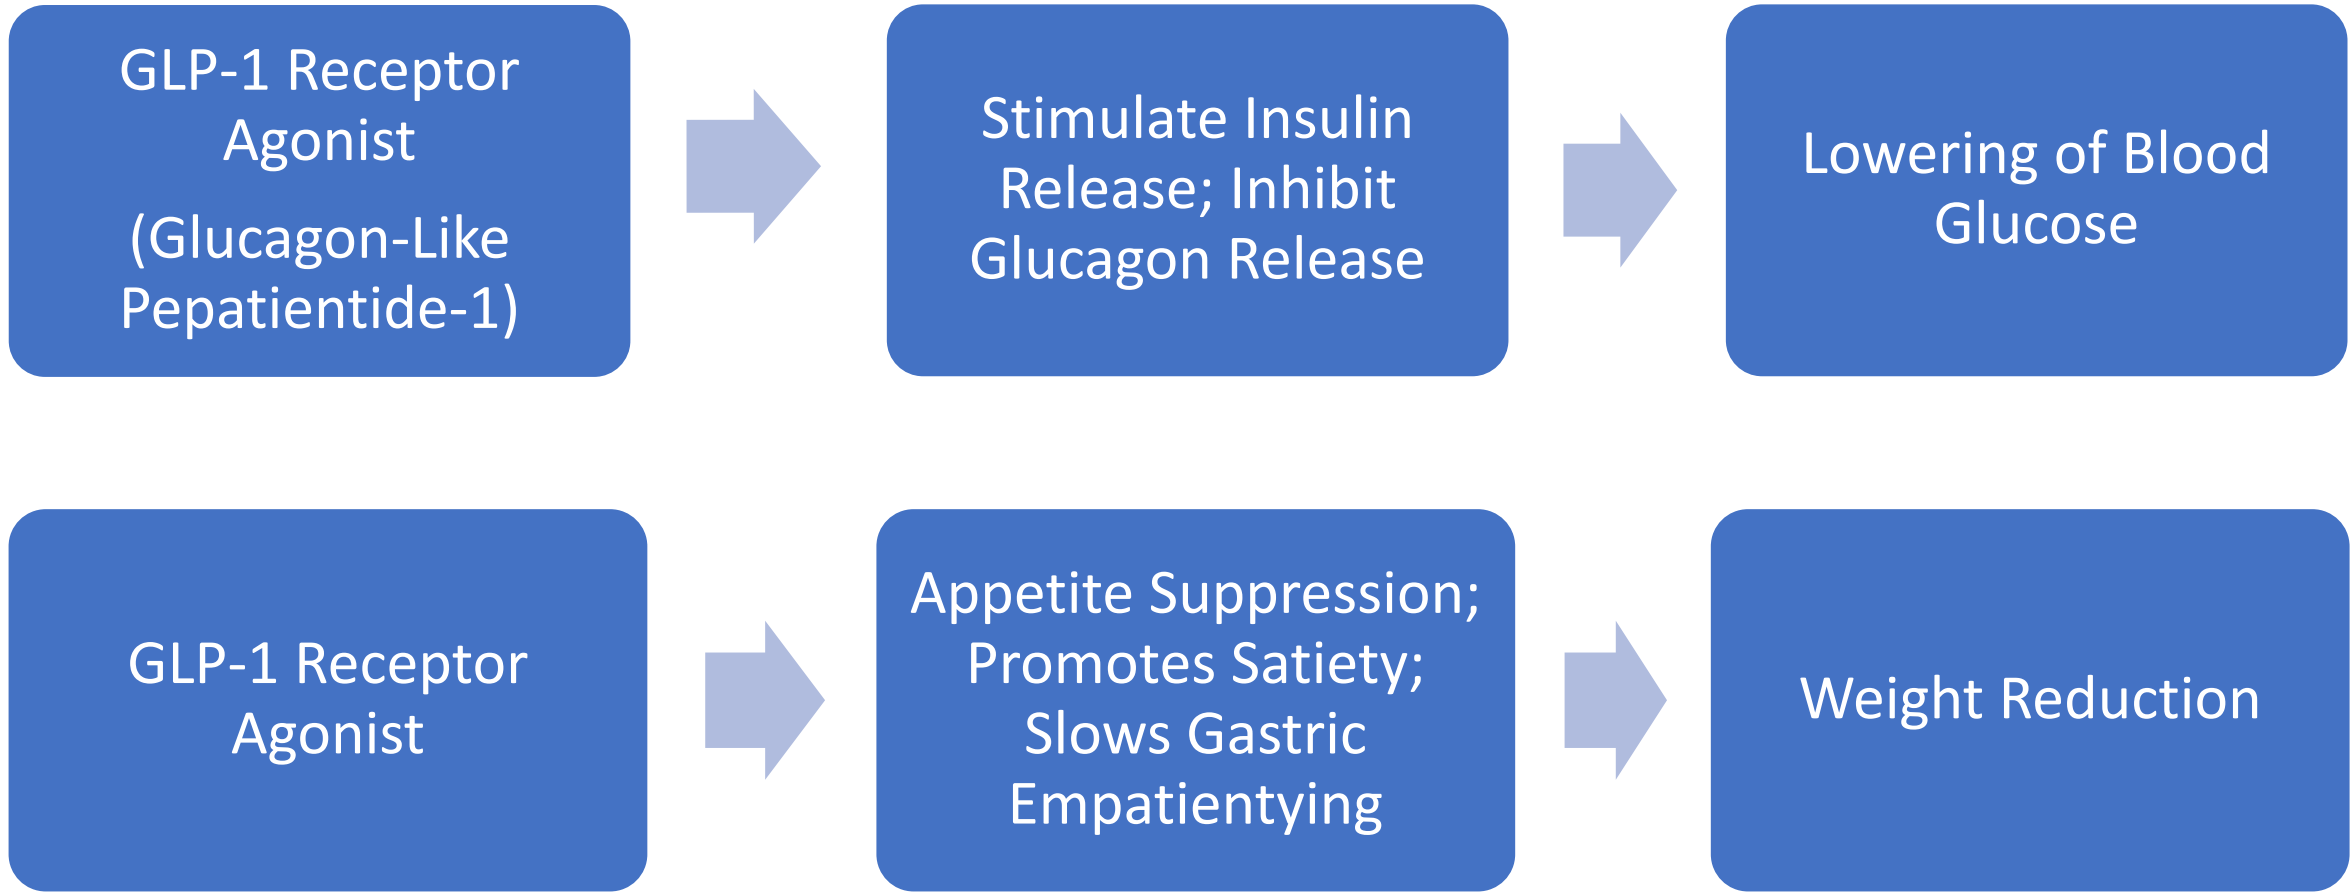 GLP-1 Receptor
Agonist
(Glucagon-Like
Pepatientide-1)
Stimulate Insulin
Release; Inhibit
Glucagon Release
Lowering of Blood
Glucose
GLP-1 Receptor
Agonist
Appetite Suppression;
Promotes Satiety;
Slows Gastric
Empatientying
Weight Reduction